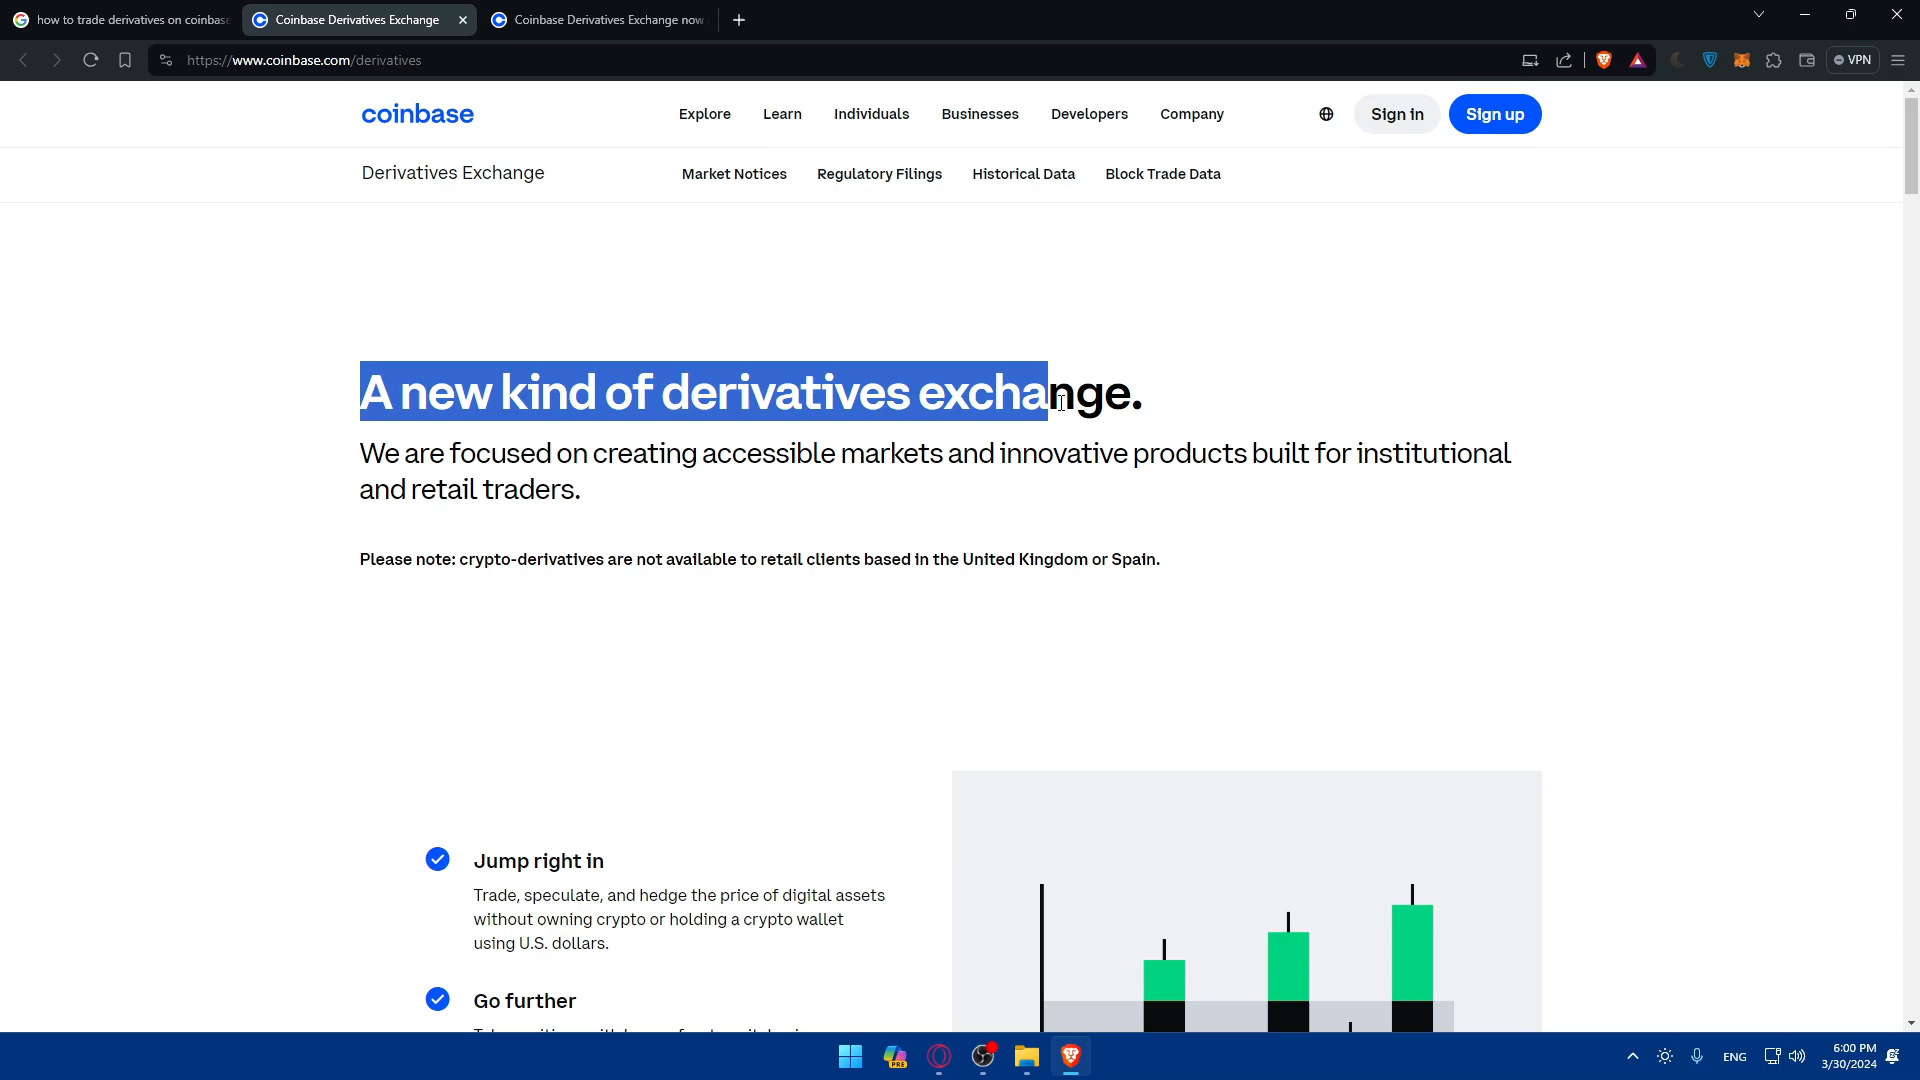 how to trade derivatives on coinbase
Coinbase Derivatives Exchange
Coinbase Derivatives Exchange now
https://www.coinbase.com/derivatives
VPN
coinbase
Explore
Learn
Individuals
Businesses
Developers
Company
Sign in
Sign up
Derivatives Exchange
Market Notices
Regulatory Filings
Historical Data
Block Trade Data
A new kind of derivatives exchange.
We are focused on creating accessible markets and innovative products built for institutional
and retail traders.
Please note: crypto-derivatives are not available to retail clients based in the United Kingdom or Spain.
Jump right in
Trade, speculate, and hedge the price of digital assets
without owning crypto or holding a crypto wallet
using U.S. dollars.
Go further
PRE
ENG
6:00 PM
3/30/2024